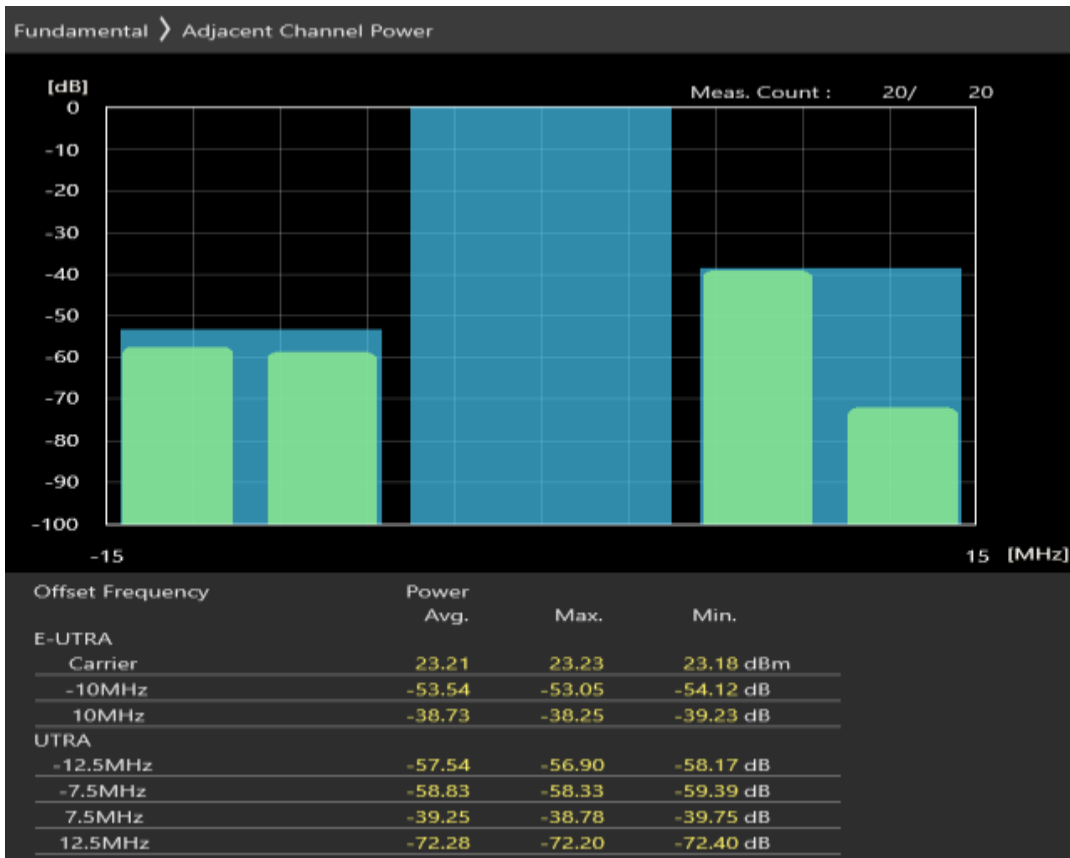 Fundamental ❭ Adjacent Channel Power
[dB]
Meas. Count : 20/ 20
0
-10
-20
-30
-40
-50
-60
-70
-80
-90
-100
-15 15 [MHz]
Offset Frequency Power
Avg. Max. Min.
E-UTRA
Carrier 23.21 23.23 23.18 dBm
-10MHz -53.54 -53.05 -54.12 dB
10MHz -38.73 -38.25 -39.23 dB
UTRA
-12.5MHz -57.54 -56.90 -58.17 dB
-7.5MHz -58.83 -58.33 -59.39 dB
7.5MHz -39.25 -38.78 -39.75 dB
12.5MHz -72.28 -72.20 -72.40 dB